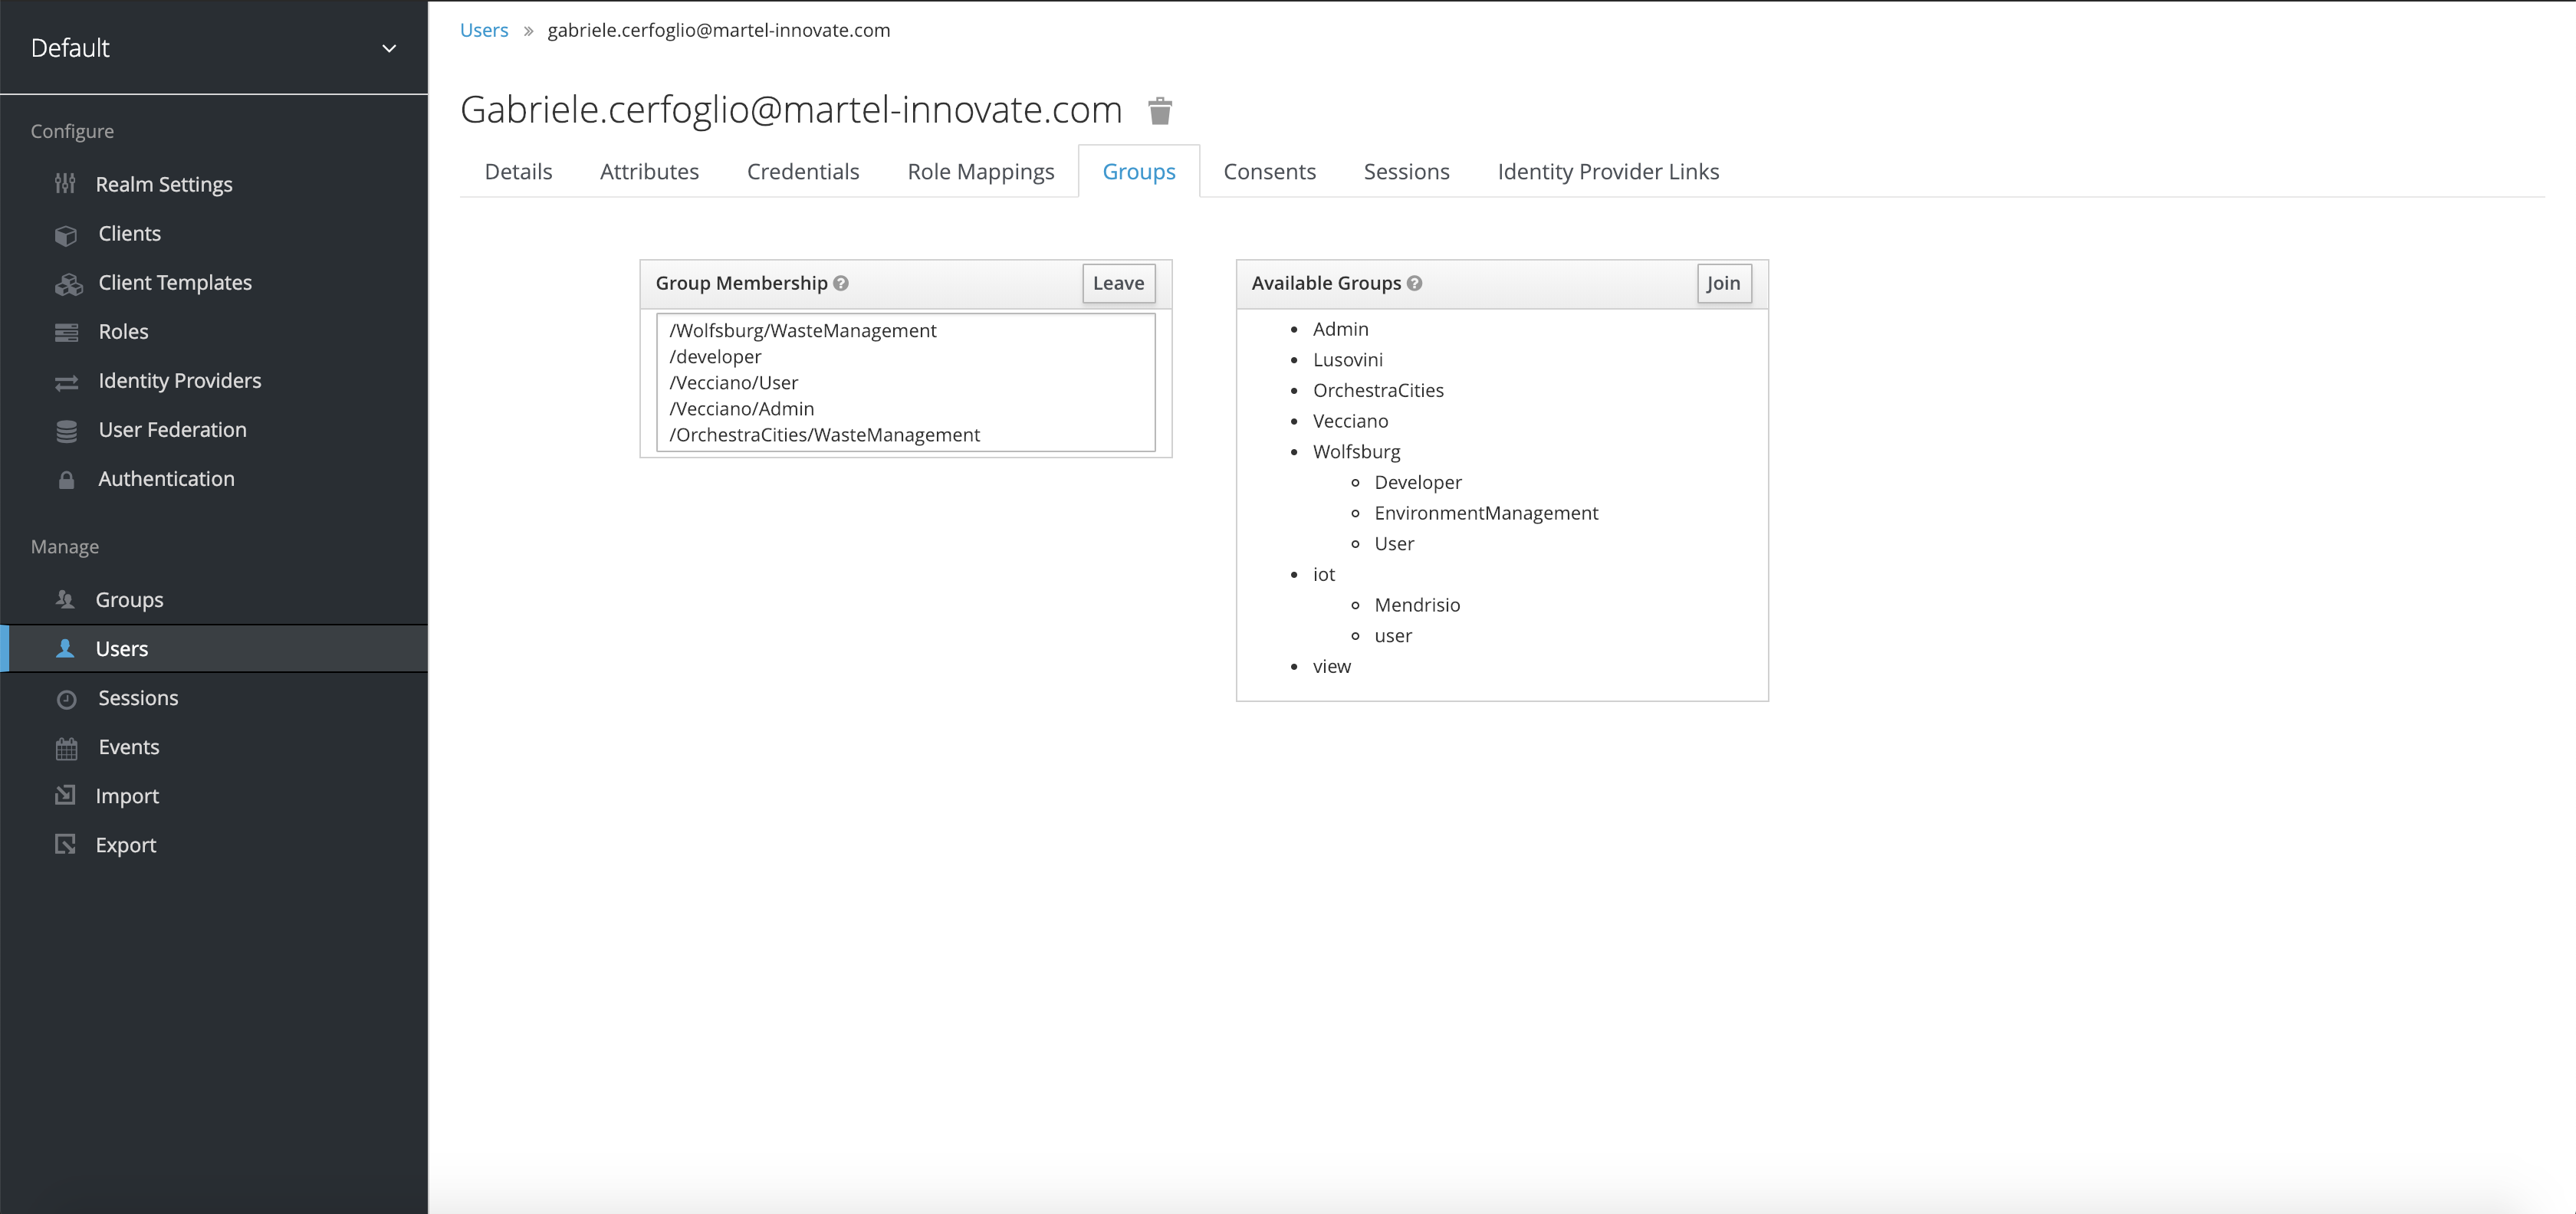 Default
Configure
Realm Settings
Clients
Client Templates
Roles
Identity Providers
User Federation
Authentication
Manage
Groups
Users
Sessions
Events
Import
Export
Users » gabriele.cerfoglio@martel-innovate.com
Gabriele.cerfoglio@martel-innovate.com
Details Attributes Credentials Role Mappings Groups Consents Sessions Identity Provider Links
Group Membership ? Leave
/Wolfsburg/WasteManagement
/developer
/Vecciano/User
/Vecciano/Admin
/OrchestraCities/WasteManagement
Available Groups ? Join
Admin
Lusovini
OrchestraCities
Vecciano
Wolfsburg
Developer
EnvironmentManagement
User
iot
Mendrisio
user
view